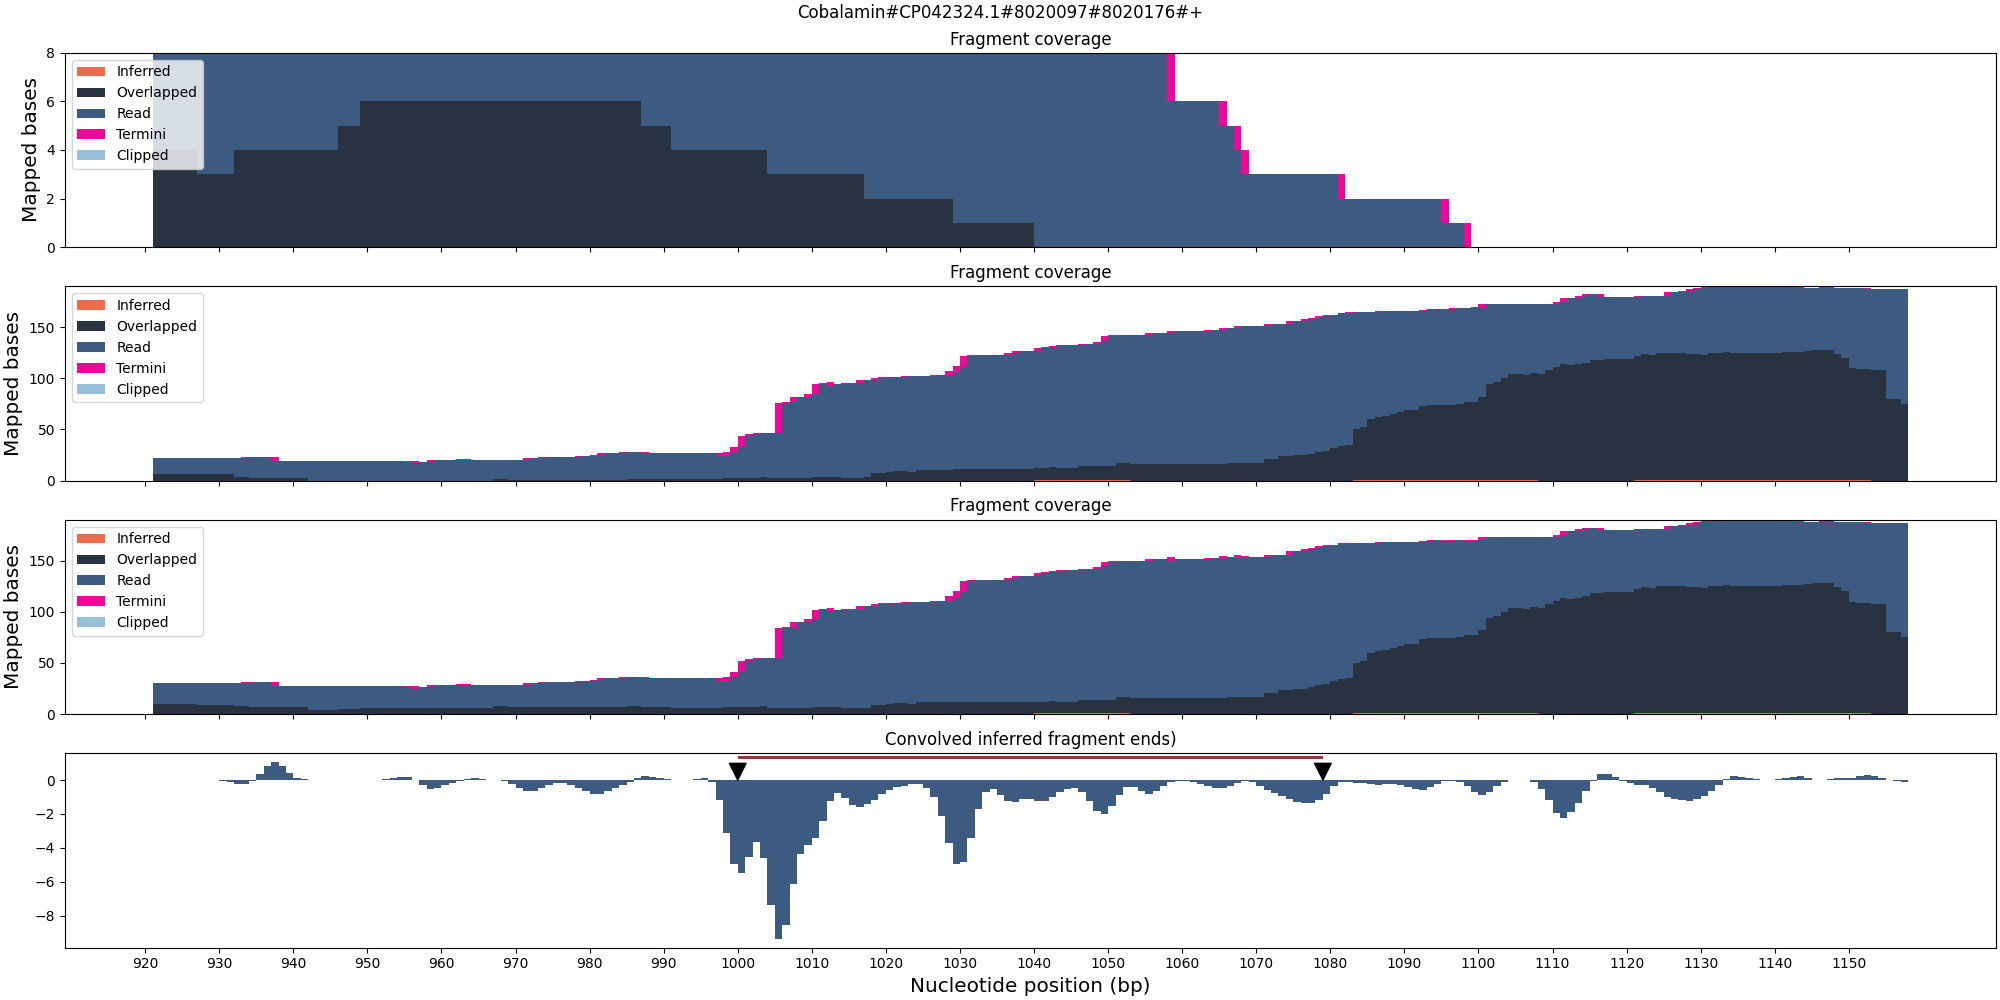 Cobalamin#CP042324.1#8020097#8020176#+
Fragment coverage
Mapped bases
8
6
4
2
0
Inferred
Overlapped
Read
Termini
Clipped
Fragment coverage
Mapped bases
150
100
50
0
Inferred
Overlapped
Read
Termini
Clipped
Fragment coverage
Mapped bases
150
100
50
0
Inferred
Overlapped
Read
Termini
Clipped
Convolved inferred fragment ends)
0
−2
−4
−6
−8
920 930 940 950 960 970 980 990 1000 1010 1020 1030 1040 1050 1060 1070 1080 1090 1100 1110 1120 1130 1140 1150
Nucleotide position (bp)